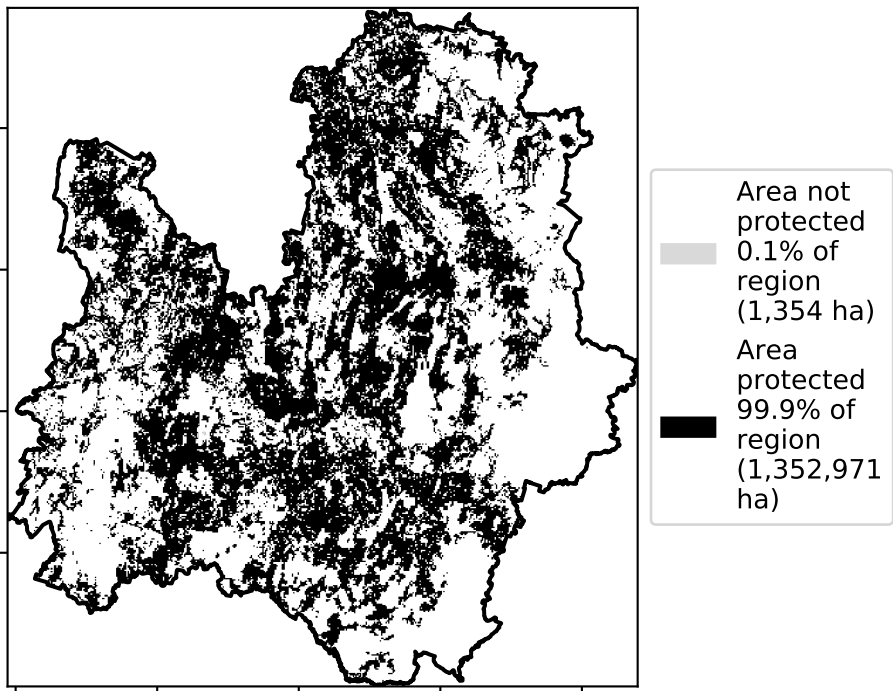 Area not
protected
0.1% of
region
(1,354 ha)
Area
protected
99.9% of
region
(1,352,971
ha)